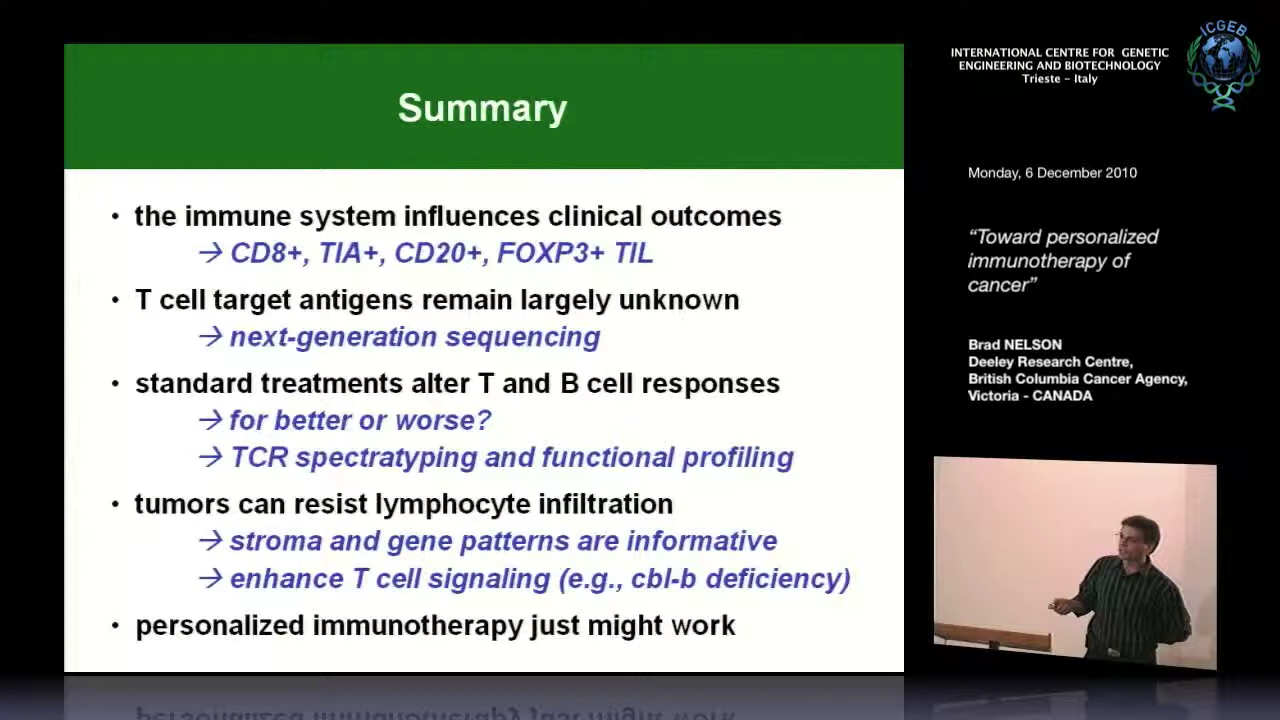 Summary
• the immune system influences clinical outcomes
→ CD8+, TIA+, CD20+, FOXP3+ TIL
• T cell target antigens remain largely unknown
→ next-generation sequencing
• standard treatments alter T and B cell responses
→ for better or worse?
→ TCR spectratyping and functional profiling
• tumors can resist lymphocyte infiltration
→ stroma and gene patterns are informative
→ enhance T cell signaling (e.g., cbl-b deficiency)
• personalized immunotherapy just might work
INTERNATIONAL CENTRE FOR GENETIC
ENGINEERING AND BIOTECHNOLOGY
Trieste – Italy
ICGEB
Monday, 6 December 2010
“Toward personalized
immunotherapy of
cancer”
Brad NELSON
Deeley Research Centre,
British Columbia Cancer Agency,
Victoria - CANADA